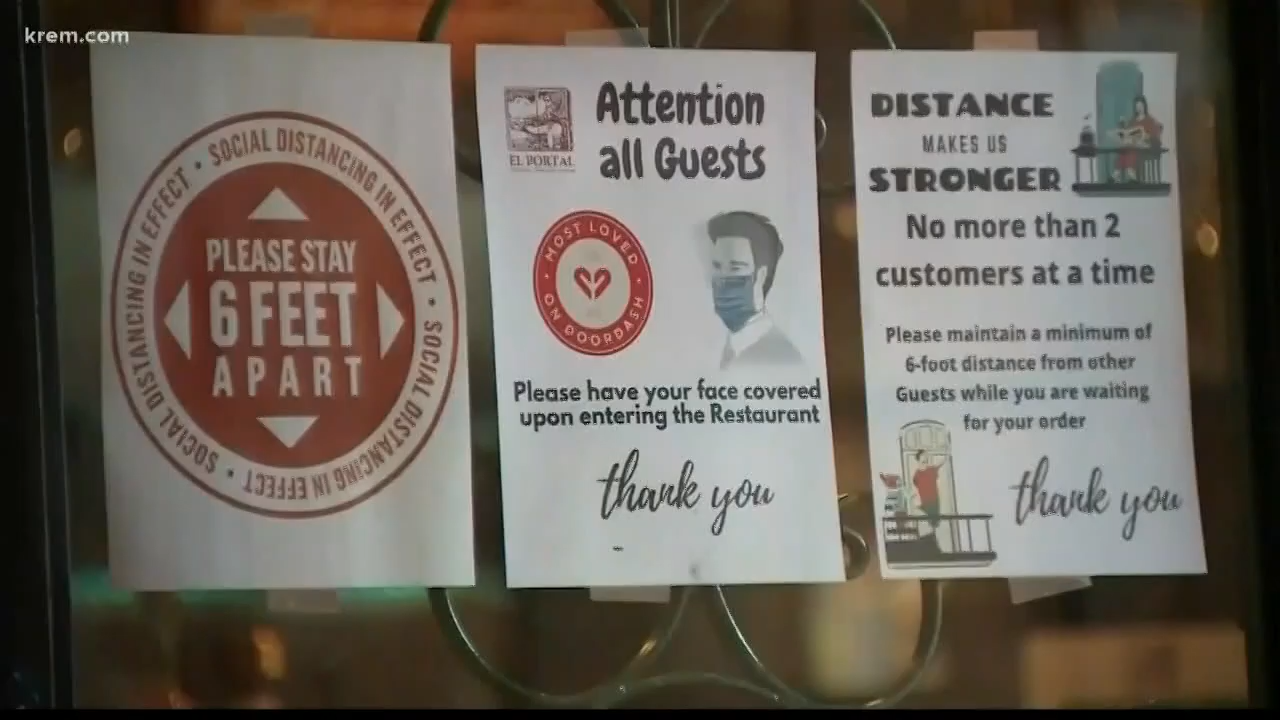 krem.com
SOCIAL DISTANCING IN EFFECT • SOCIAL DISTANCING IN EFFECT • SOCIAL DISTANCING IN EFFECT •
PLEASE STAY
6 FEET
APART
EL PORTAL
Attention
all Guests
MOST LOVED
ON DOORDASH
Please have your face covered
upon entering the Restaurant
thank you
DISTANCE
MAKES US
STRONGER
No more than 2
customers at a time
Please maintain a minimum of
6-foot distance from other
Guests while you are waiting
for your order
thank you